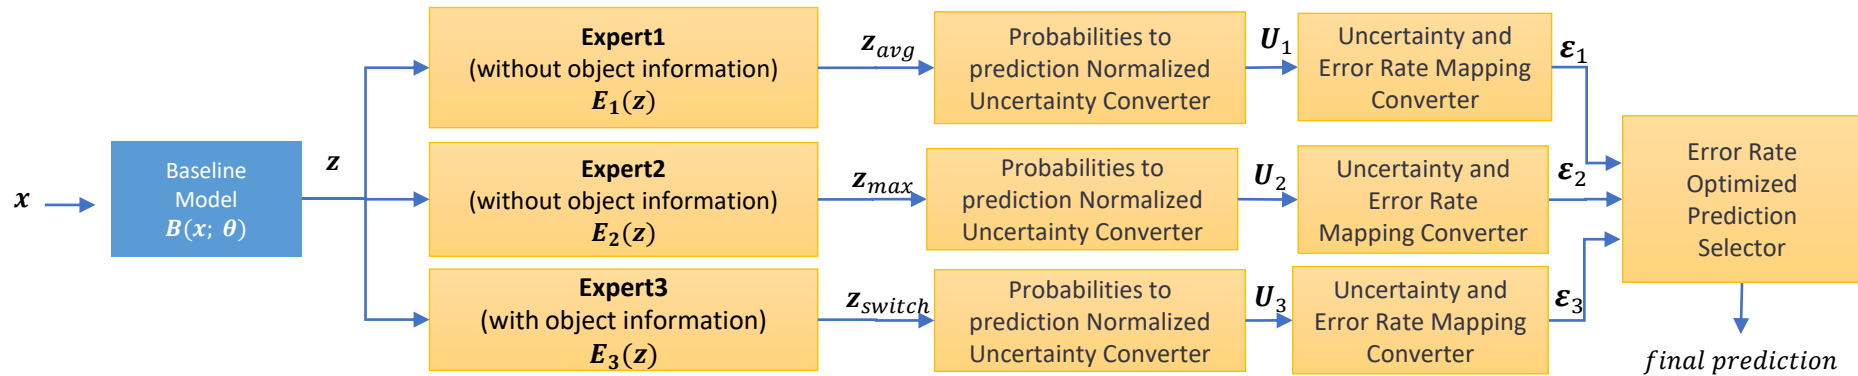 x
Baseline
Model
B(x; θ)
z
Expert1
(without object information)
E₁(z)
z_avg
Probabilities to
prediction Normalized
Uncertainty Converter
U₁
Uncertainty and
Error Rate Mapping
Converter
ε₁
Expert2
(without object information)
E₂(z)
z_max
Probabilities to
prediction Normalized
Uncertainty Converter
U₂
Uncertainty and
Error Rate
Mapping Converter
ε₂
Expert3
(with object information)
E₃(z)
z_switch
Probabilities to
prediction Normalized
Uncertainty Converter
U₃
Uncertainty and
Error Rate Mapping
Converter
ε₃
Error Rate
Optimized
Prediction
Selector
final prediction